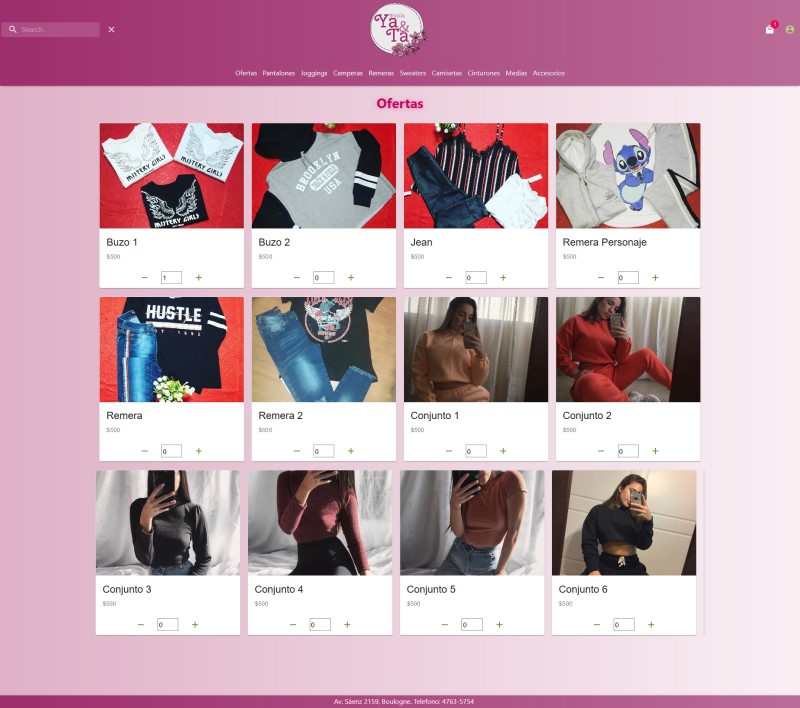 Search...
Ya&
Ta
1
Ofertas Pantalones Joggings Camperas Remeras Sweaters Camisetas Cinturones Medias Accesorios
Ofertas
MISTERY GIRLS
MISTERY GIRLS
MISTERY GIRLS
BROOKLYN
USA
Buzo 1
$500
1
Buzo 2
$500
0
Jean
$500
0
Remera Personaje
$500
0
HUSTLE
Remera
$500
0
Remera 2
$500
0
Conjunto 1
$500
0
Conjunto 2
$500
0
Conjunto 3
$500
0
Conjunto 4
$500
0
Conjunto 5
$500
0
Conjunto 6
$500
0
Av. Sáenz 2159, Boulogne. Telefono: 4763-5754